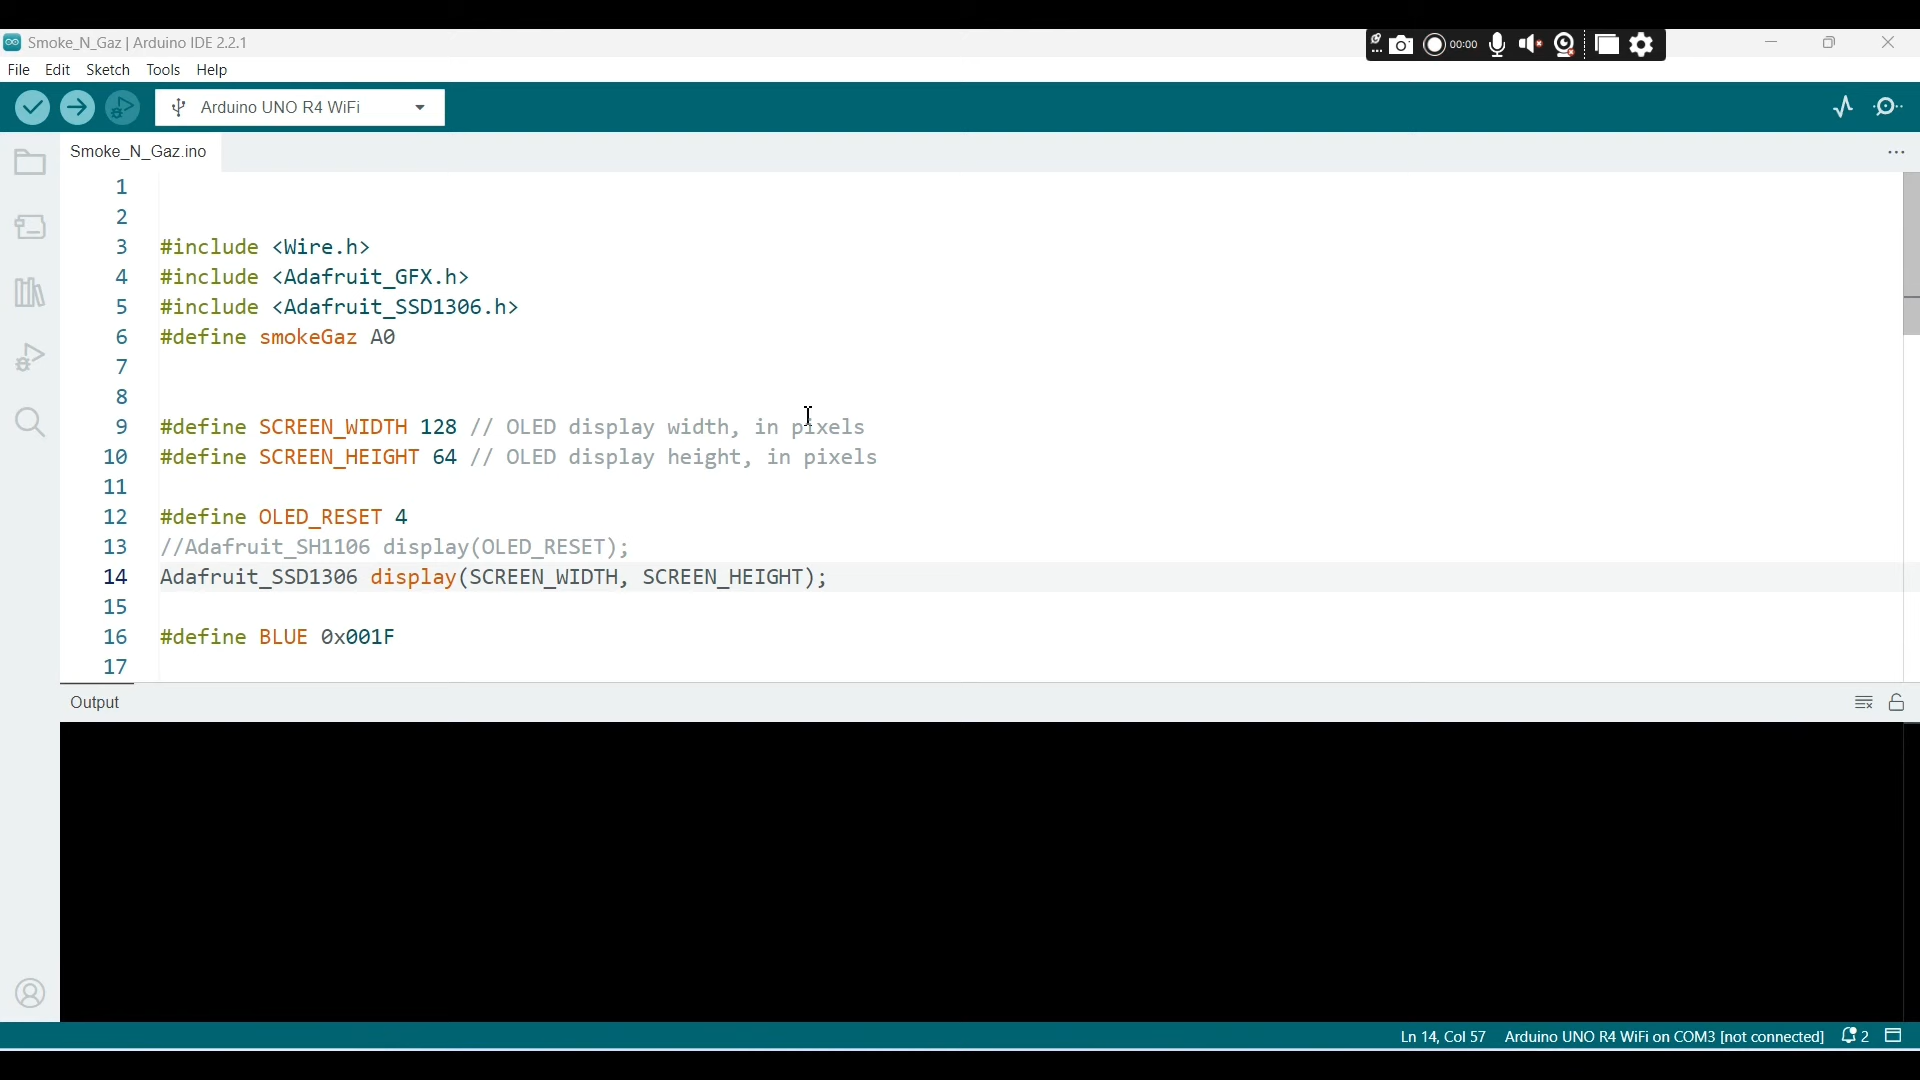 Smoke_N_Gaz | Arduino IDE 2.2.1
00:00
File Edit Sketch Tools Help
Arduino UNO R4 WiFi
Smoke_N_Gaz.ino
1
2
3 #include <Wire.h>
4 #include <Adafruit_GFX.h>
5 #include <Adafruit_SSD1306.h>
6 #define smokeGaz A0
7
8
9 #define SCREEN_WIDTH 128 // OLED display width, in pixels
10 #define SCREEN_HEIGHT 64 // OLED display height, in pixels
11
12 #define OLED_RESET 4
13 //Adafruit_SH1106 display(OLED_RESET);
14 Adafruit_SSD1306 display(SCREEN_WIDTH, SCREEN_HEIGHT);
15
16 #define BLUE 0x001F
17
Output
Ln 14, Col 57 Arduino UNO R4 WiFi on COM3 [not connected] 2